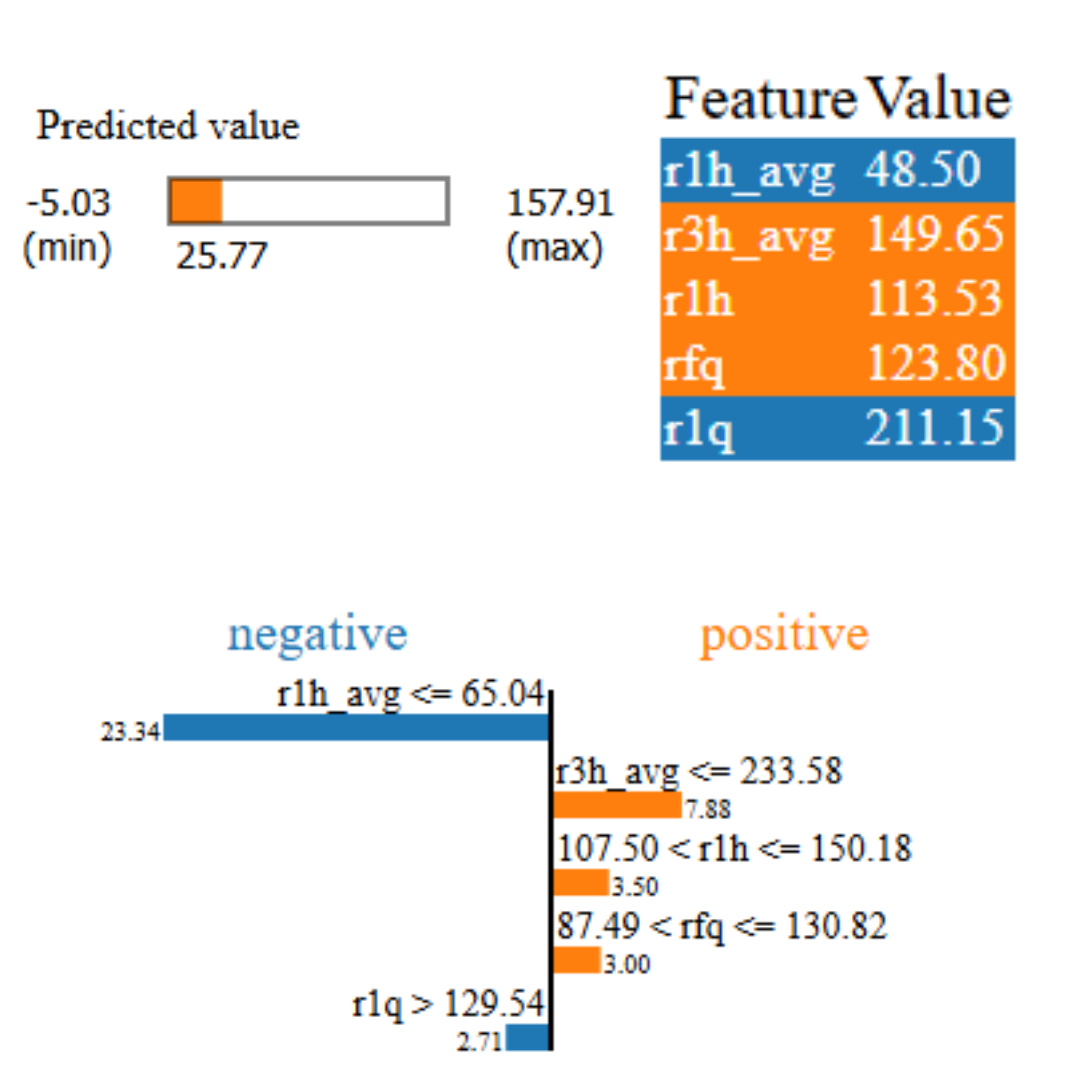 Predicted value
-5.03
(min)
25.77
157.91
(max)
Feature Value
r1h_avg 48.50
r3h_avg 149.65
r1h 113.53
rfq 123.80
r1q 211.15
negative
positive
r1h_avg <= 65.04
23.34
r3h_avg <= 233.58
7.88
107.50 < r1h <= 150.18
3.50
87.49 < rfq <= 130.82
3.00
r1q > 129.54
2.71